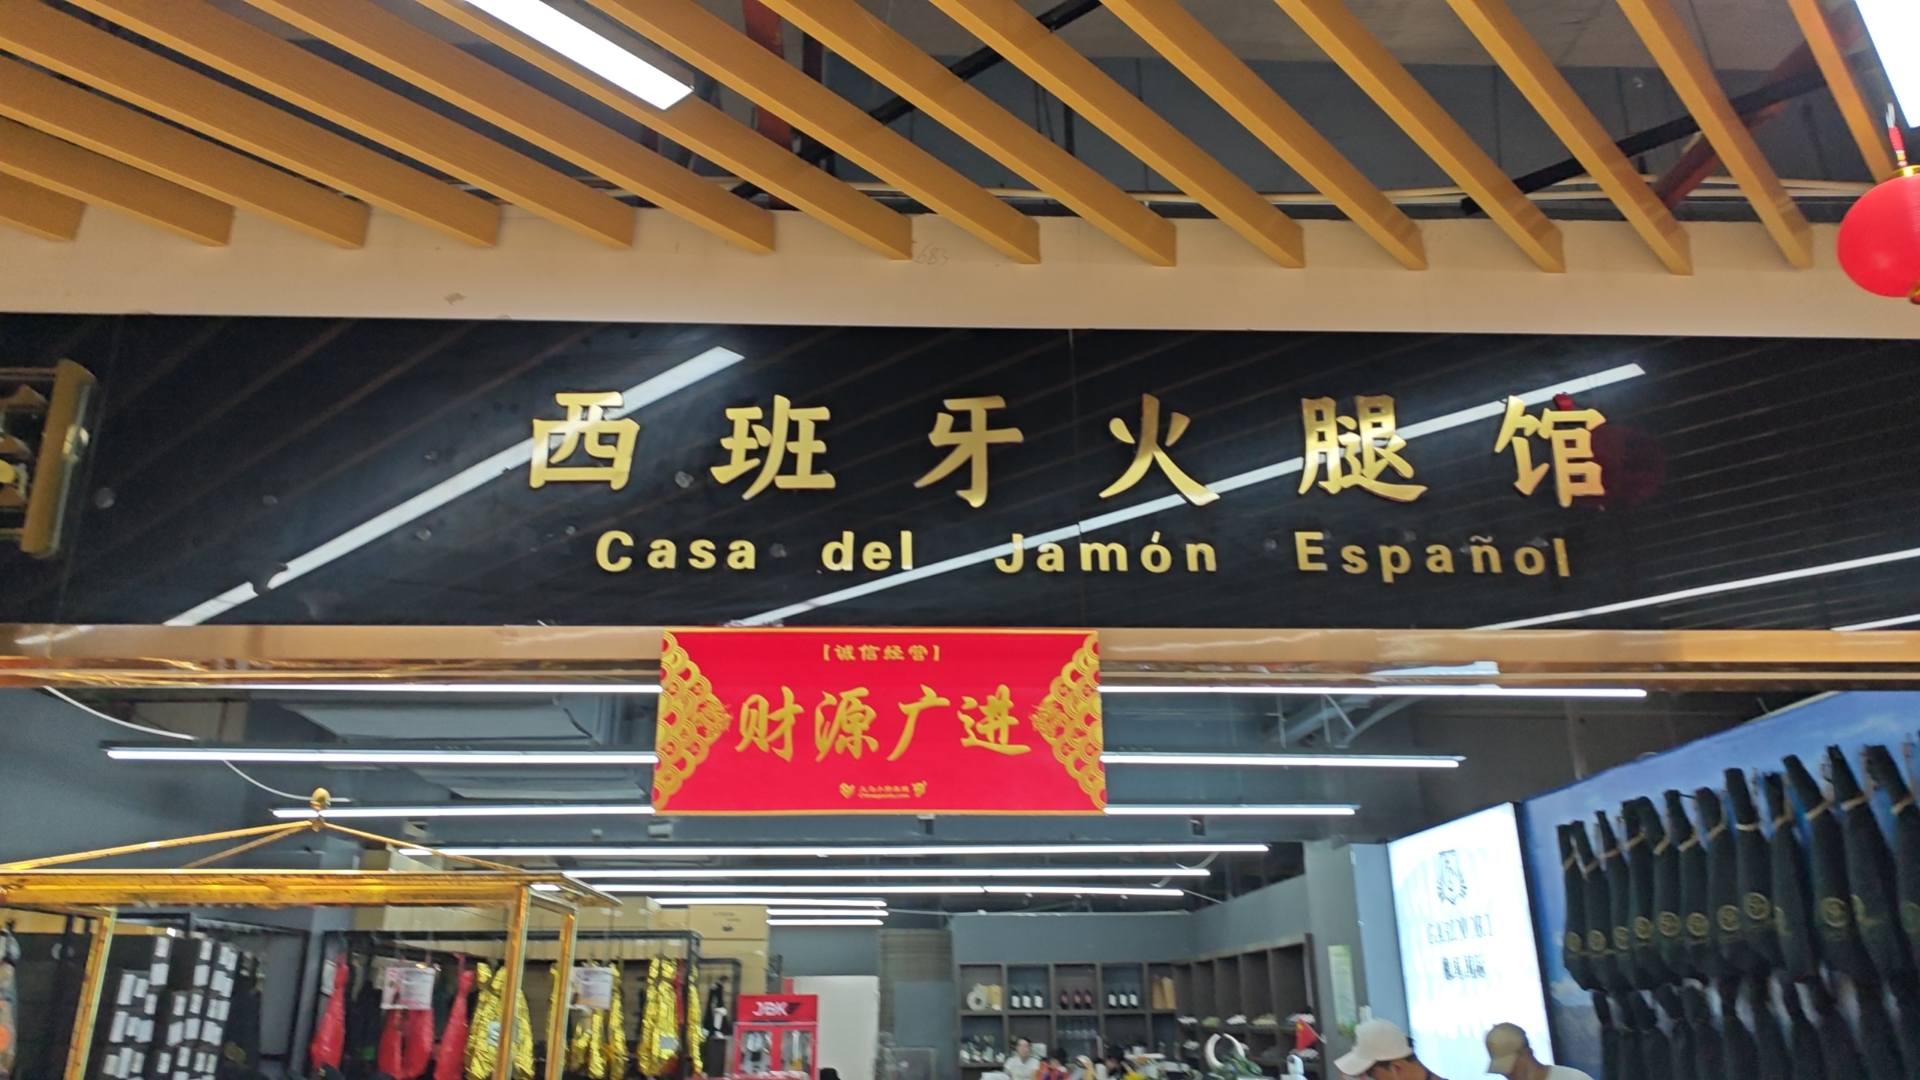 西班牙火腿馆
Casa del Jamón Español
【诚信经营】
财源广进
JBK